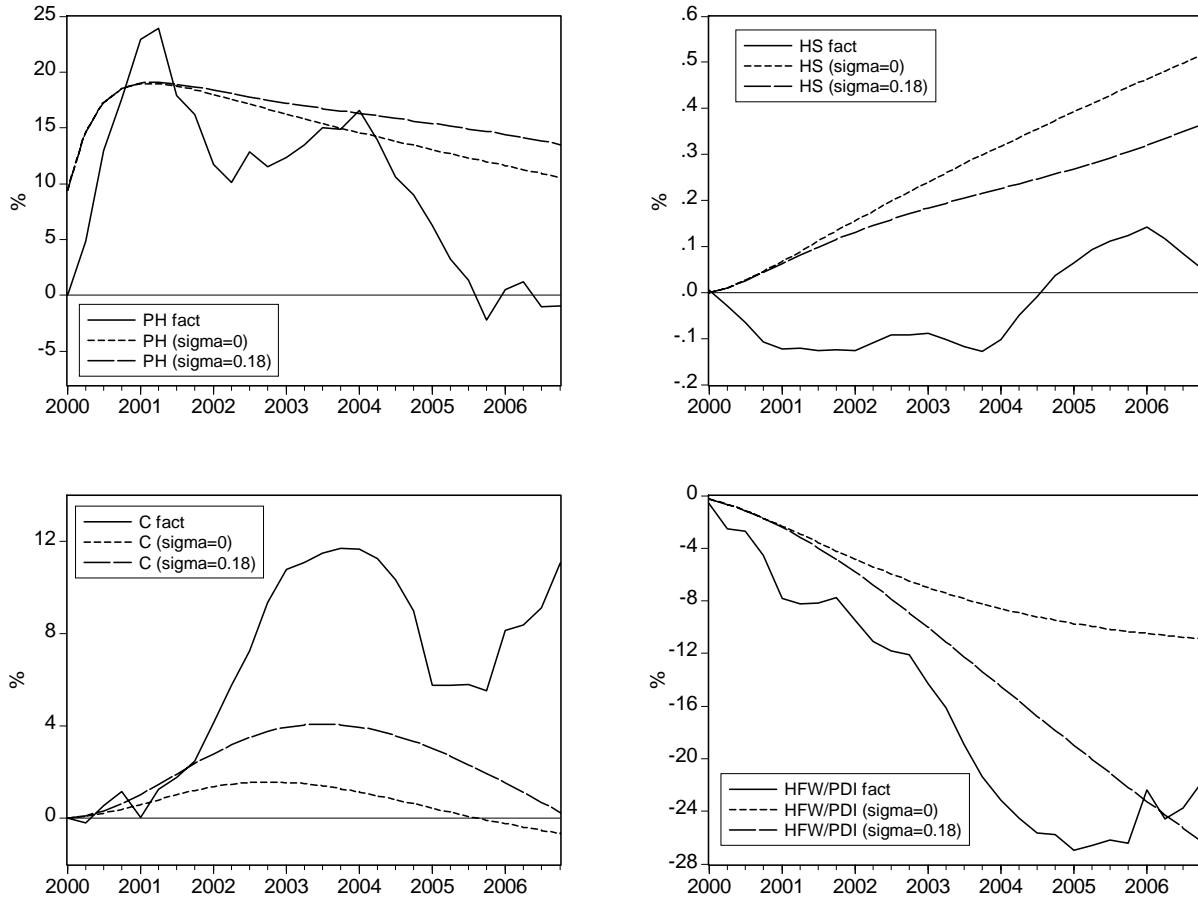 25
20
15
10
5
0
-5
%
PH fact
PH (sigma=0)
PH (sigma=0.18)
2000 2001 2002 2003 2004 2005 2006
.6
.5
.4
.3
.2
.1
.0
-.1
-.2
%
HS fact
HS (sigma=0)
HS (sigma=0.18)
2000 2001 2002 2003 2004 2005 2006
12
8
4
0
%
C fact
C (sigma=0)
C (sigma=0.18)
2000 2001 2002 2003 2004 2005 2006
0
-4
-8
-12
-16
-20
-24
-28
%
HFW/PDI fact
HFW/PDI (sigma=0)
HFW/PDI (sigma=0.18)
2000 2001 2002 2003 2004 2005 2006